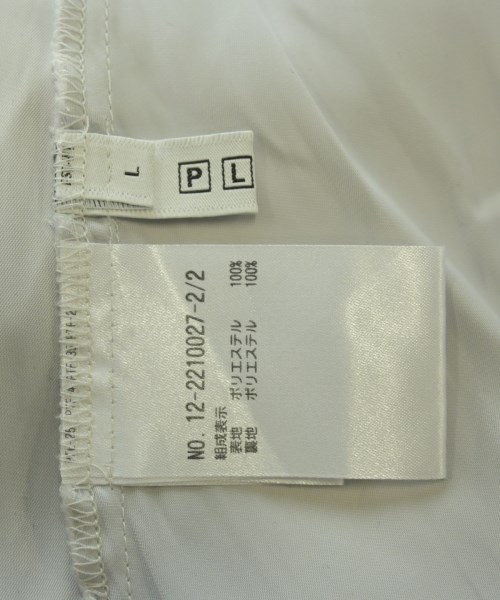 L
P L
NO. 12-2210027-2/2
組成表示
表地 ポリエステル 100%
裏地 ポリエステル 100%